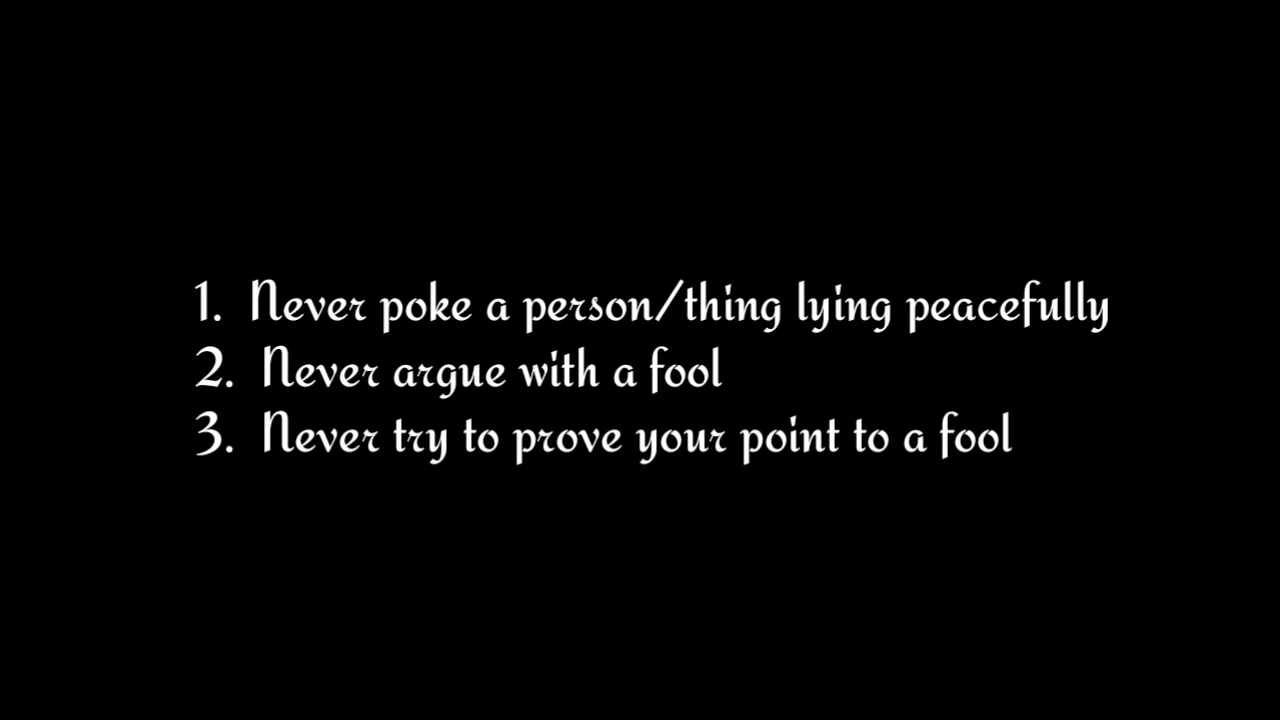 1. Never poke a person/thing lying peacefully
2. Never argue with a fool
3. Never try to prove your point to a fool